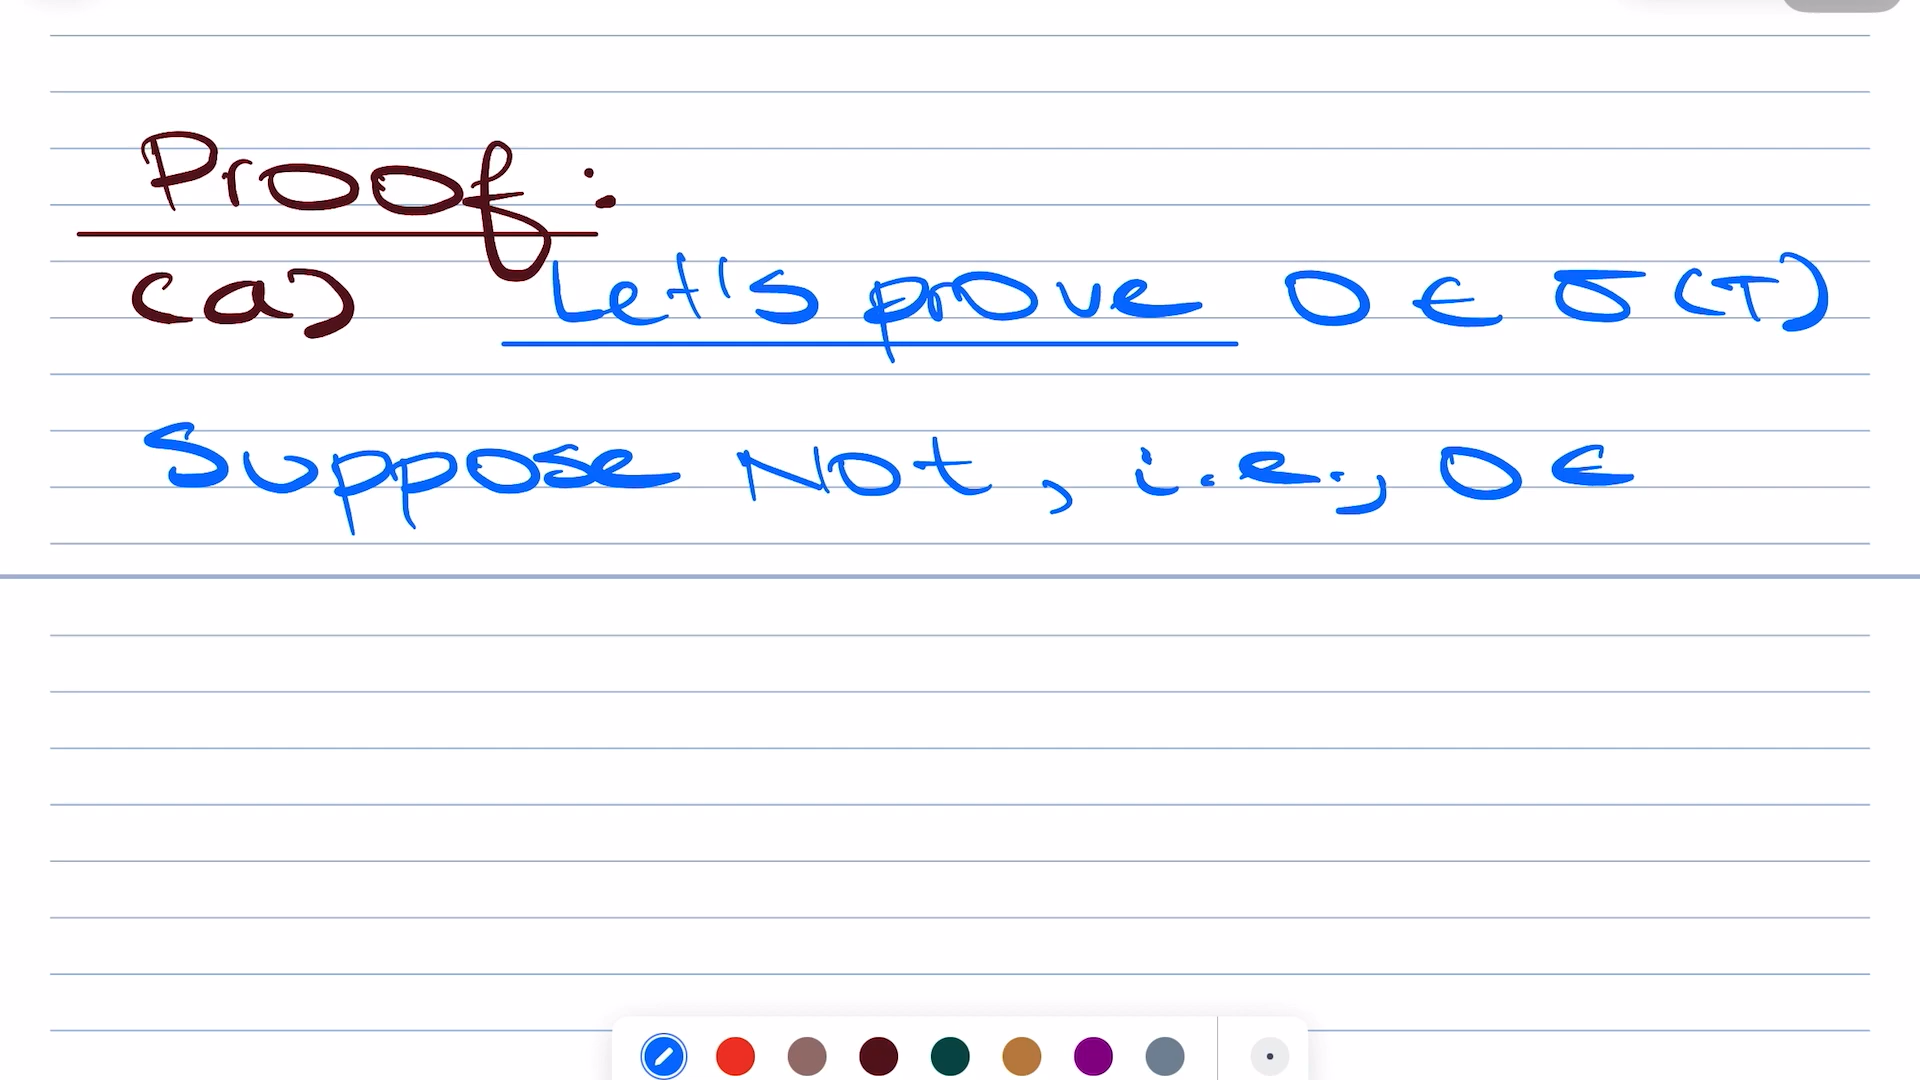 Proof :
(a) Let's prove 0 ∈ σ(T)
Suppose Not, i.e., 0 ∈